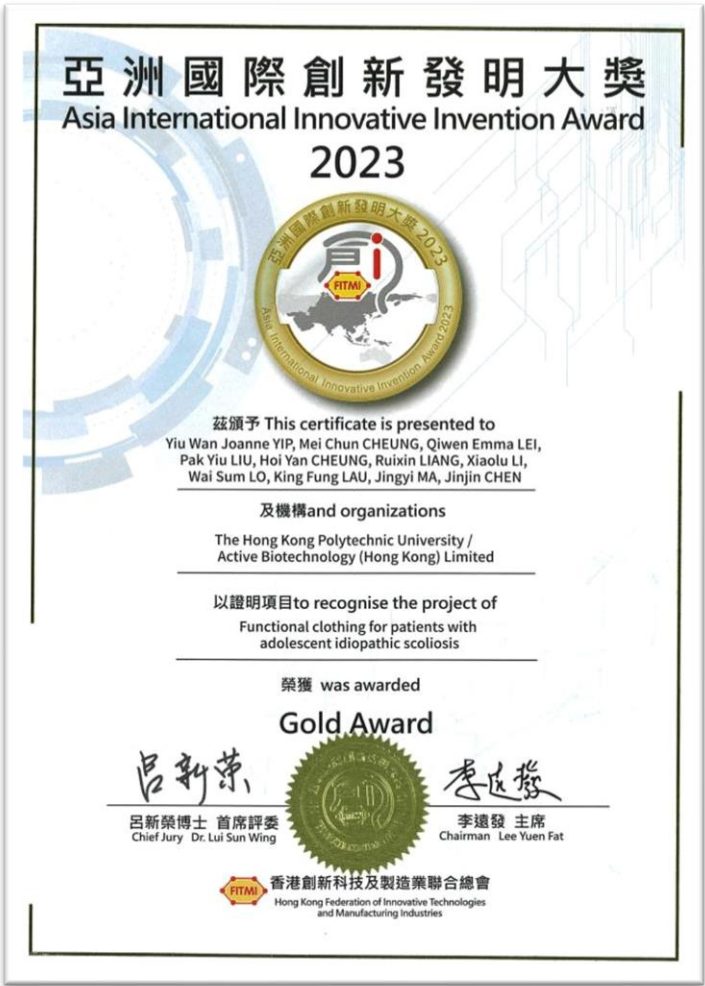 亞洲國際創新發明大獎
Asia International Innovative Invention Award
2023
亞洲國際創新發明大獎 2023
FITMI
Asia International Innovative Invention Award 2023
茲頒予 This certificate is presented to
Yiu Wan Joanne YIP, Mei Chun CHEUNG, Qiwen Emma LEI,
Pak Yiu LIU, Hoi Yan CHEUNG, Ruixin LIANG, Xiaolu LI,
Wai Sum LO, King Fung LAU, Jingyi MA, Jinjin CHEN
及機構and organizations
The Hong Kong Polytechnic University /
Active Biotechnology (Hong Kong) Limited
以證明項目to recognise the project of
Functional clothing for patients with
adolescent idiopathic scoliosis
榮獲 was awarded
Gold Award
呂新榮
李遠發
呂新榮博士 首席評委
Chief Jury Dr. Lui Sun Wing
李遠發 主席
Chairman Lee Yuen Fat
FITMI
香港創新科技及製造業聯合總會
Hong Kong Federation of Innovative Technologies
and Manufacturing Industries